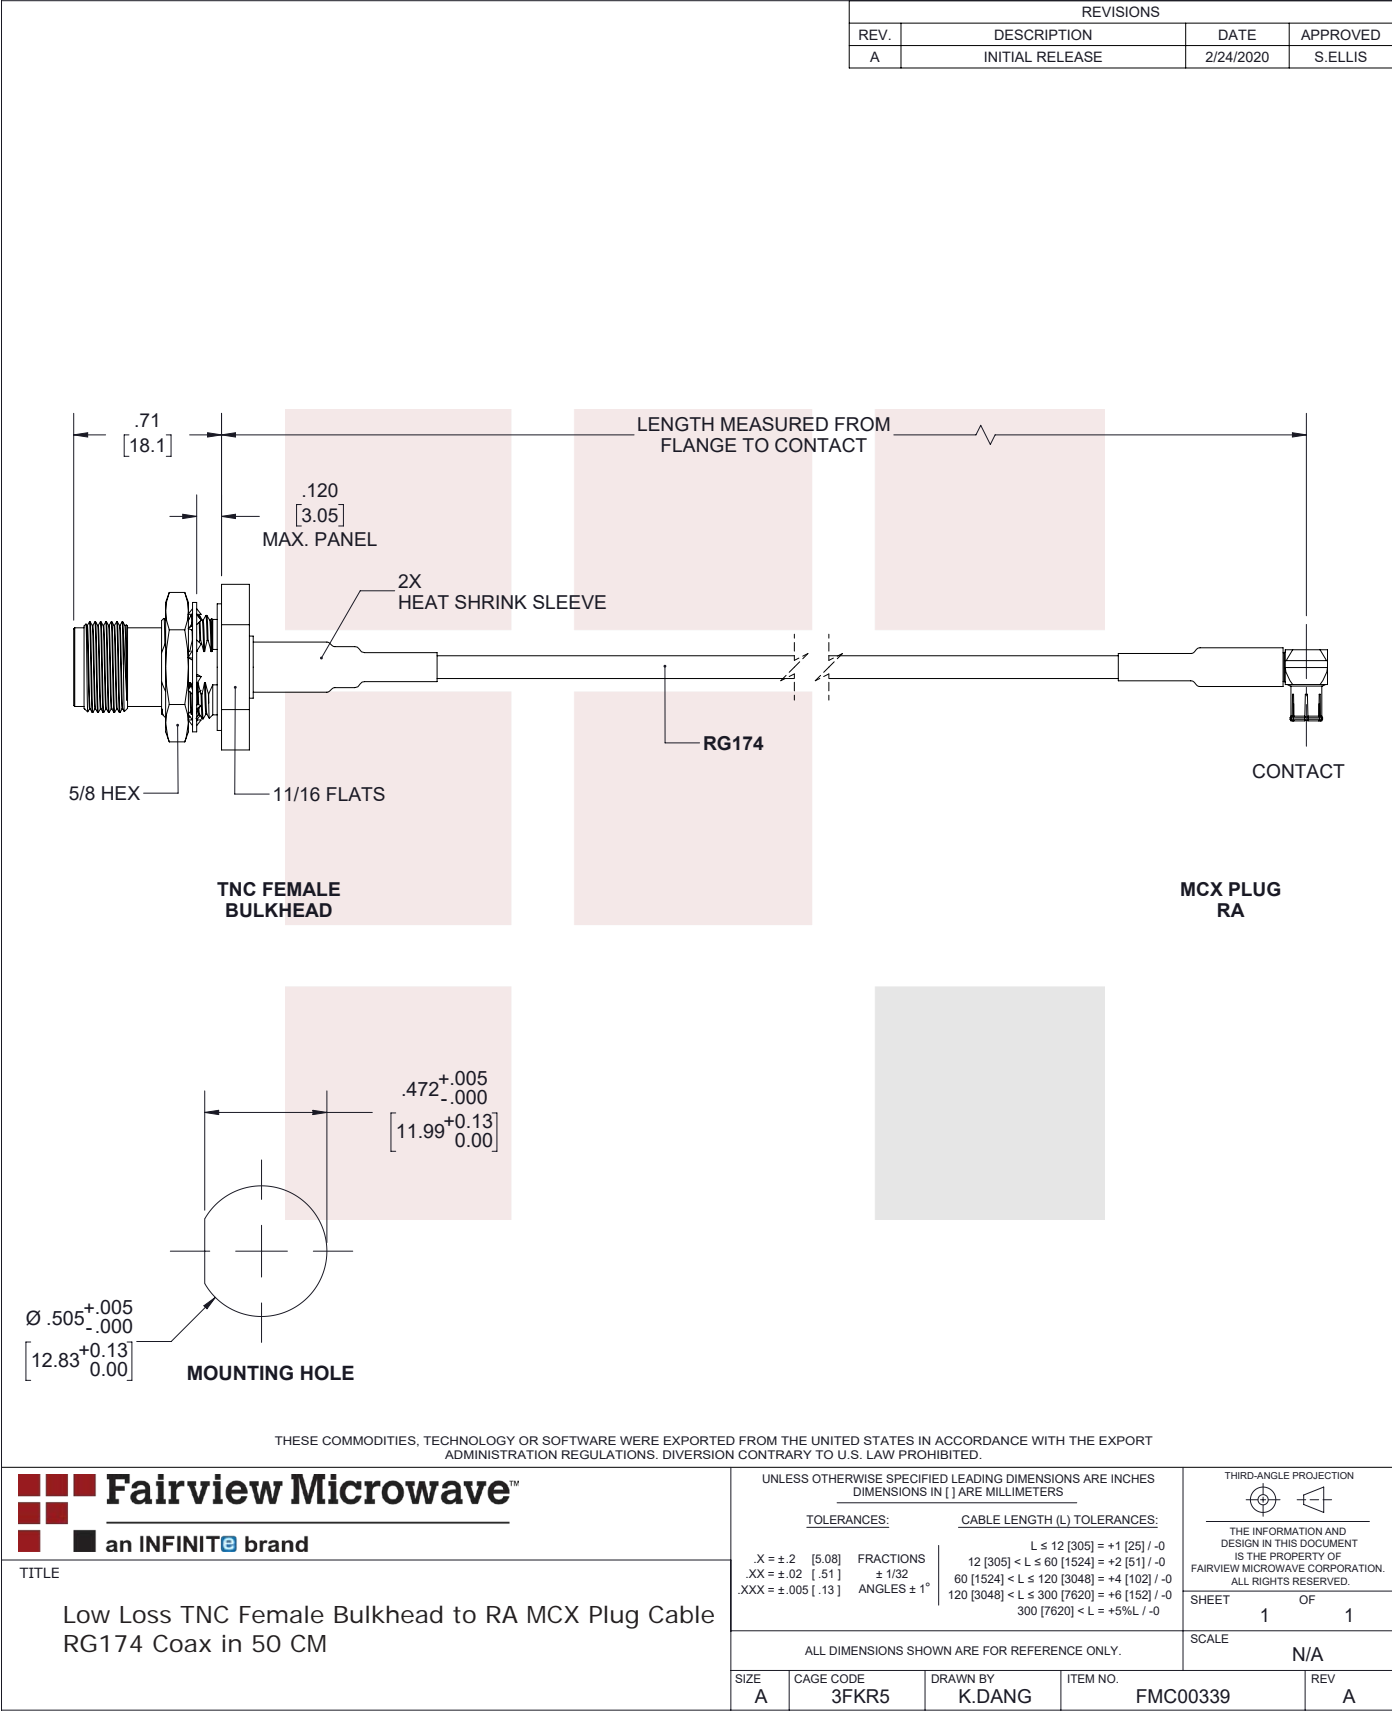 REVISIONS
REV. DESCRIPTION DATE APPROVED
A INITIAL RELEASE 2/24/2020 S.ELLIS
.71
[18.1]
LENGTH MEASURED FROM
FLANGE TO CONTACT
.120
[3.05]
MAX. PANEL
2X
HEAT SHRINK SLEEVE
RG174
CONTACT
5/8 HEX
11/16 FLATS
TNC FEMALE
BULKHEAD
MCX PLUG
RA
.472 +.005
-.000
[11.99 +0.13
0.00]
Ø .505 +.005
-.000
[12.83 +0.13
0.00]
MOUNTING HOLE
THESE COMMODITIES, TECHNOLOGY OR SOFTWARE WERE EXPORTED FROM THE UNITED STATES IN ACCORDANCE WITH THE EXPORT
ADMINISTRATION REGULATIONS. DIVERSION CONTRARY TO U.S. LAW PROHIBITED.
Fairview Microwave™
an INFINITe brand
TITLE
Low Loss TNC Female Bulkhead to RA MCX Plug Cable
RG174 Coax in 50 CM
UNLESS OTHERWISE SPECIFIED LEADING DIMENSIONS ARE INCHES
DIMENSIONS IN [ ] ARE MILLIMETERS
TOLERANCES:
.X = ±.2 [5.08] FRACTIONS
.XX = ±.02 [ .51 ] ± 1/32
.XXX = ±.005 [ .13 ] ANGLES ± 1°
CABLE LENGTH (L) TOLERANCES:
L ≤ 12 [305] = +1 [25] / -0
12 [305] < L ≤ 60 [1524] = +2 [51] / -0
60 [1524] < L ≤ 120 [3048] = +4 [102] / -0
120 [3048] < L ≤ 300 [7620] = +6 [152] / -0
300 [7620] < L = +5%L / -0
ALL DIMENSIONS SHOWN ARE FOR REFERENCE ONLY.
THIRD-ANGLE PROJECTION
THE INFORMATION AND
DESIGN IN THIS DOCUMENT
IS THE PROPERTY OF
FAIRVIEW MICROWAVE CORPORATION.
ALL RIGHTS RESERVED.
SHEET OF
1 1
SCALE
N/A
SIZE CAGE CODE DRAWN BY ITEM NO. REV
A 3FKR5 K.DANG FMC00339 A